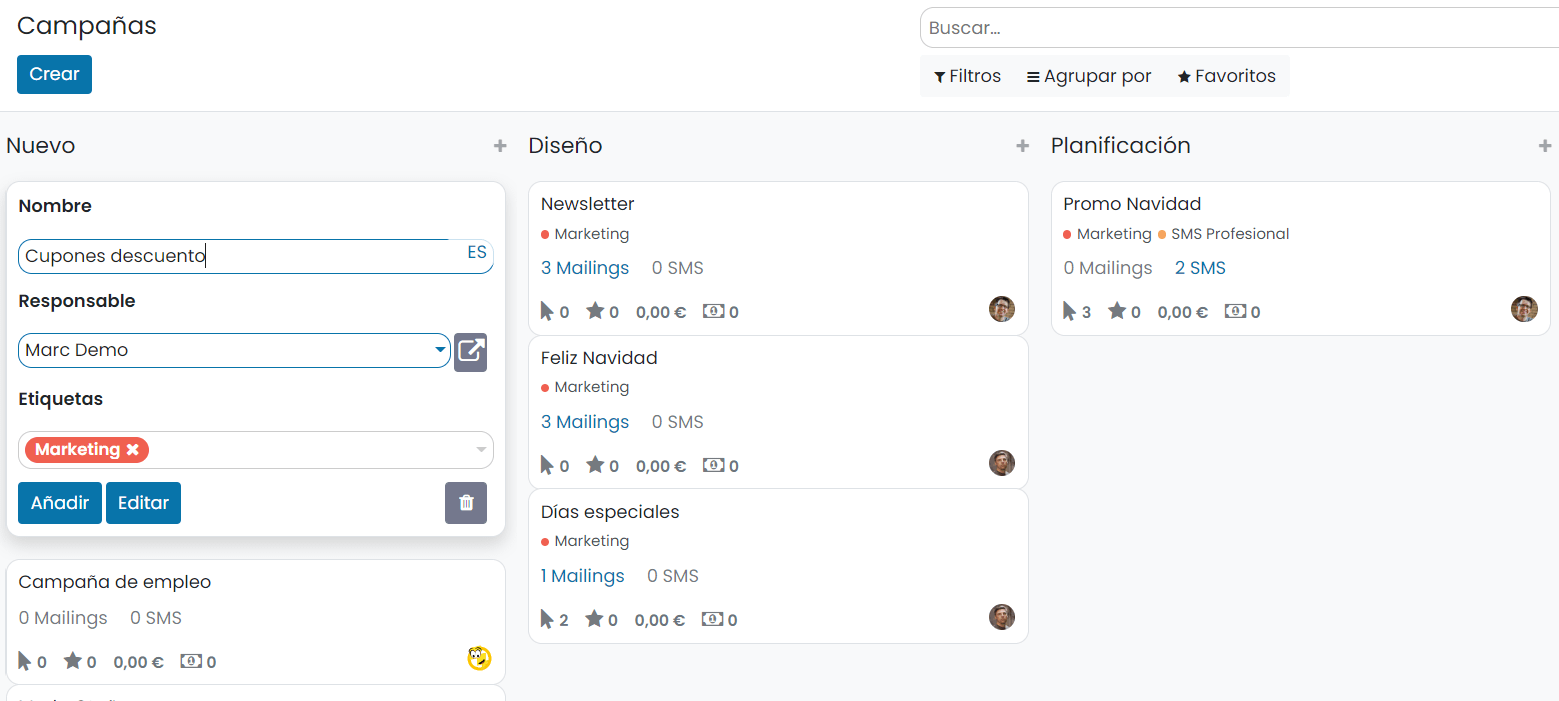 Campañas
Buscar...
Crear
Filtros Agrupar por Favoritos
Nuevo +
Nombre
Cupones descuento ES
Responsable
Marc Demo
Etiquetas
Marketing ✖
Añadir Editar
Campaña de empleo
0 Mailings 0 SMS
0 0 0,00 € 0
Diseño +
Newsletter
Marketing
3 Mailings 0 SMS
0 0 0,00 € 0
Feliz Navidad
Marketing
3 Mailings 0 SMS
0 0 0,00 € 0
Días especiales
Marketing
1 Mailings 0 SMS
2 0 0,00 € 0
Planificación +
Promo Navidad
Marketing SMS Profesional
0 Mailings 2 SMS
3 0 0,00 € 0